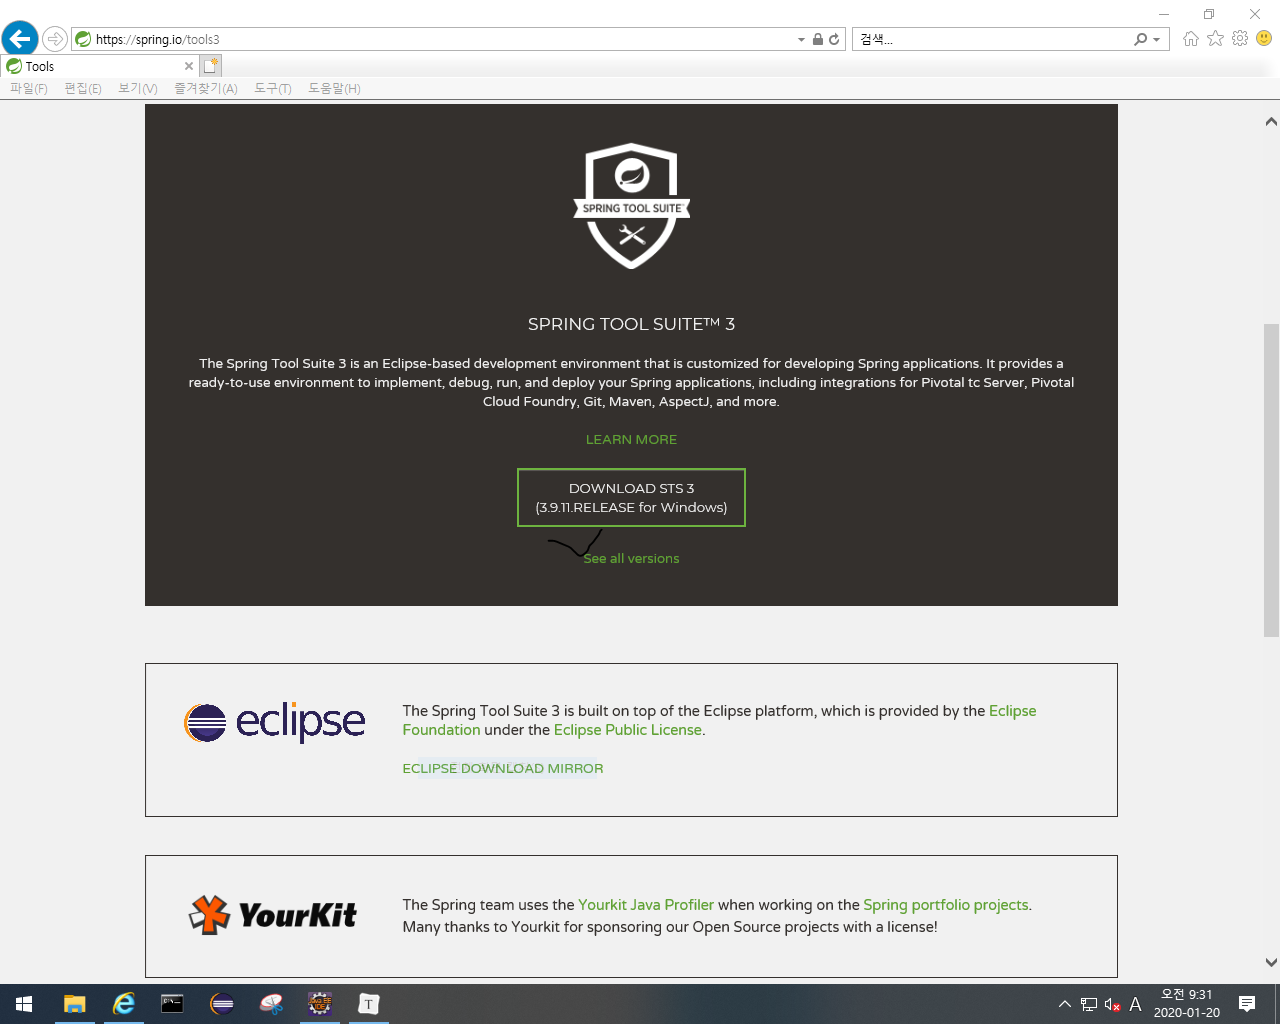 https://spring.io/tools3
검색...
Tools
파일(F) 편집(E) 보기(V) 즐겨찾기(A) 도구(T) 도움말(H)
SPRING TOOL SUITE
SPRING TOOL SUITE™ 3
The Spring Tool Suite 3 is an Eclipse-based development environment that is customized for developing Spring applications. It provides a
ready-to-use environment to implement, debug, run, and deploy your Spring applications, including integrations for Pivotal tc Server, Pivotal
Cloud Foundry, Git, Maven, AspectJ, and more.
LEARN MORE
DOWNLOAD STS 3
(3.9.11.RELEASE for Windows)
See all versions
eclipse
The Spring Tool Suite 3 is built on top of the Eclipse platform, which is provided by the Eclipse
Foundation under the Eclipse Public License.
ECLIPSE DOWNLOAD MIRROR
YourKit
The Spring team uses the Yourkit Java Profiler when working on the Spring portfolio projects.
Many thanks to Yourkit for sponsoring our Open Source projects with a license!
Java EE
IDE
T
A
오전 9:31
2020-01-20